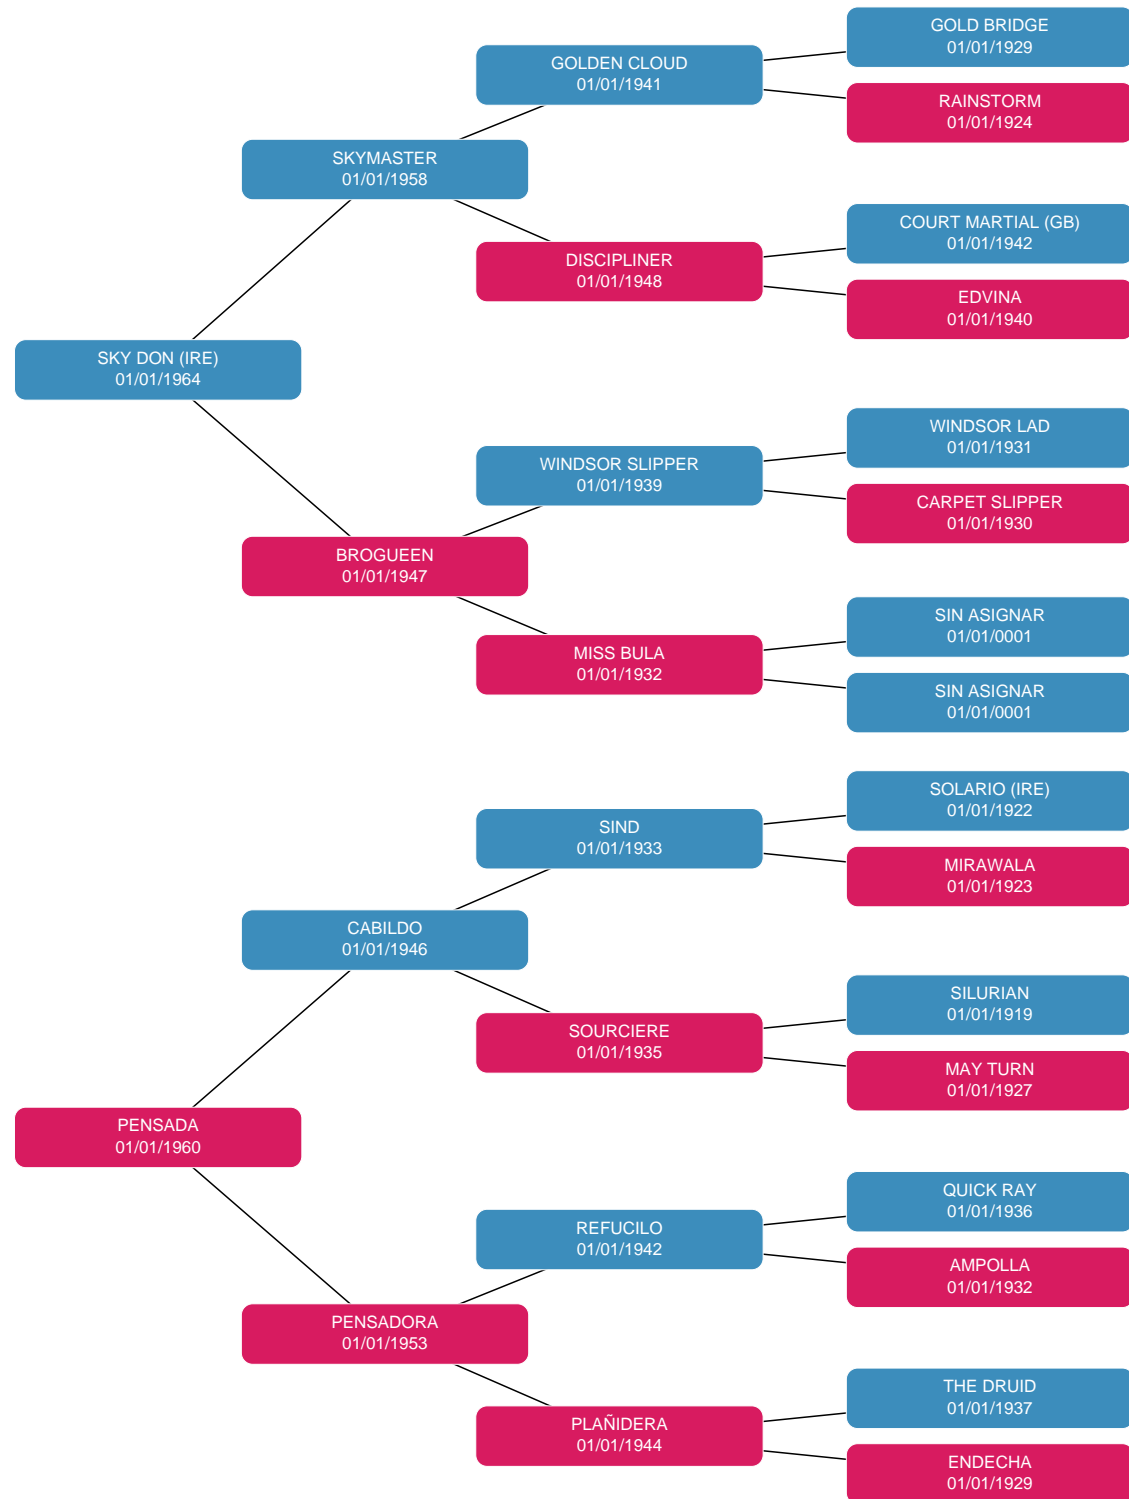 GOLD BRIDGE
01/01/1929
GOLDEN CLOUD
01/01/1941
RAINSTORM
01/01/1924
SKYMASTER
01/01/1958
COURT MARTIAL (GB)
01/01/1942
DISCIPLINER
01/01/1948
EDVINA
01/01/1940
SKY DON (IRE)
01/01/1964
WINDSOR LAD
01/01/1931
WINDSOR SLIPPER
01/01/1939
CARPET SLIPPER
01/01/1930
BROGUEEN
01/01/1947
SIN ASIGNAR
01/01/0001
MISS BULA
01/01/1932
SIN ASIGNAR
01/01/0001
SOLARIO (IRE)
01/01/1922
SIND
01/01/1933
MIRAWALA
01/01/1923
CABILDO
01/01/1946
SILURIAN
01/01/1919
SOURCIERE
01/01/1935
MAY TURN
01/01/1927
PENSADA
01/01/1960
QUICK RAY
01/01/1936
REFUCILO
01/01/1942
AMPOLLA
01/01/1932
PENSADORA
01/01/1953
THE DRUID
01/01/1937
PLAÑIDERA
01/01/1944
ENDECHA
01/01/1929